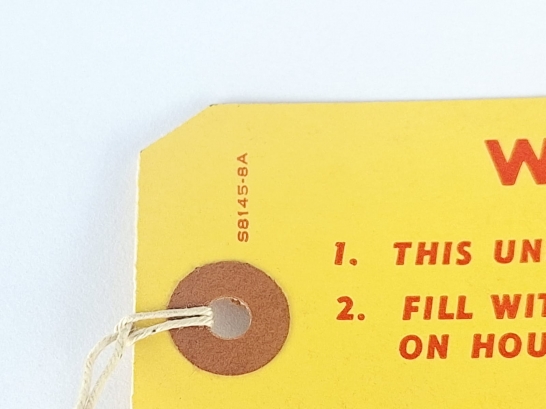 S8145-8A
W
1. THIS UN
2. FILL WIT
ON HOU